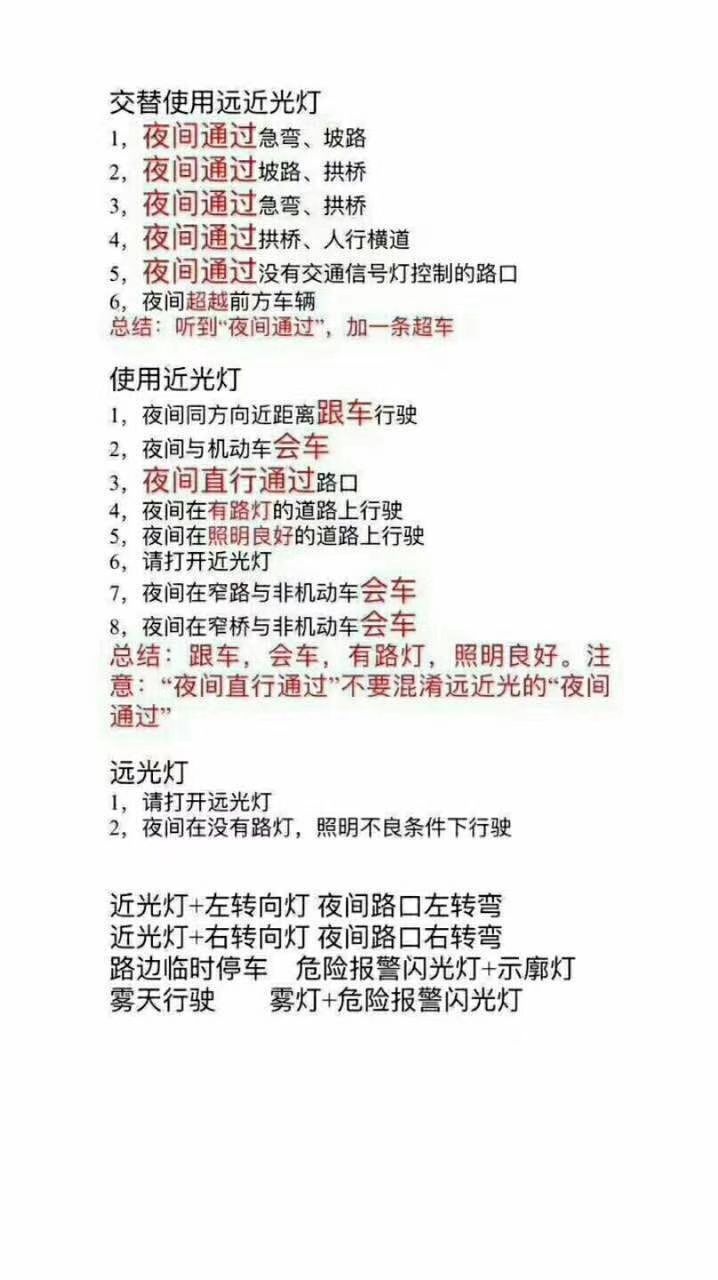 交替使用远近光灯
1，夜间通过急弯、坡路
2，夜间通过坡路、拱桥
3，夜间通过急弯、拱桥
4，夜间通过拱桥、人行横道
5，夜间通过没有交通信号灯控制的路口
6，夜间超越前方车辆
总结：听到“夜间通过”，加一条超车
使用近光灯
1，夜间同方向近距离跟车行驶
2，夜间与机动车会车
3，夜间直行通过路口
4，夜间在有路灯的道路上行驶
5，夜间在照明良好的道路上行驶
6，请打开近光灯
7，夜间在窄路与非机动车会车
8，夜间在窄桥与非机动车会车
总结：跟车，会车，有路灯，照明良好。注
意：“夜间直行通过”不要混淆远近光的“夜间
通过”
远光灯
1，请打开远光灯
2，夜间在没有路灯，照明不良条件下行驶
近光灯+左转向灯 夜间路口左转弯
近光灯+右转向灯 夜间路口右转弯
路边临时停车 危险报警闪光灯+示廓灯
雾天行驶 雾灯+危险报警闪光灯